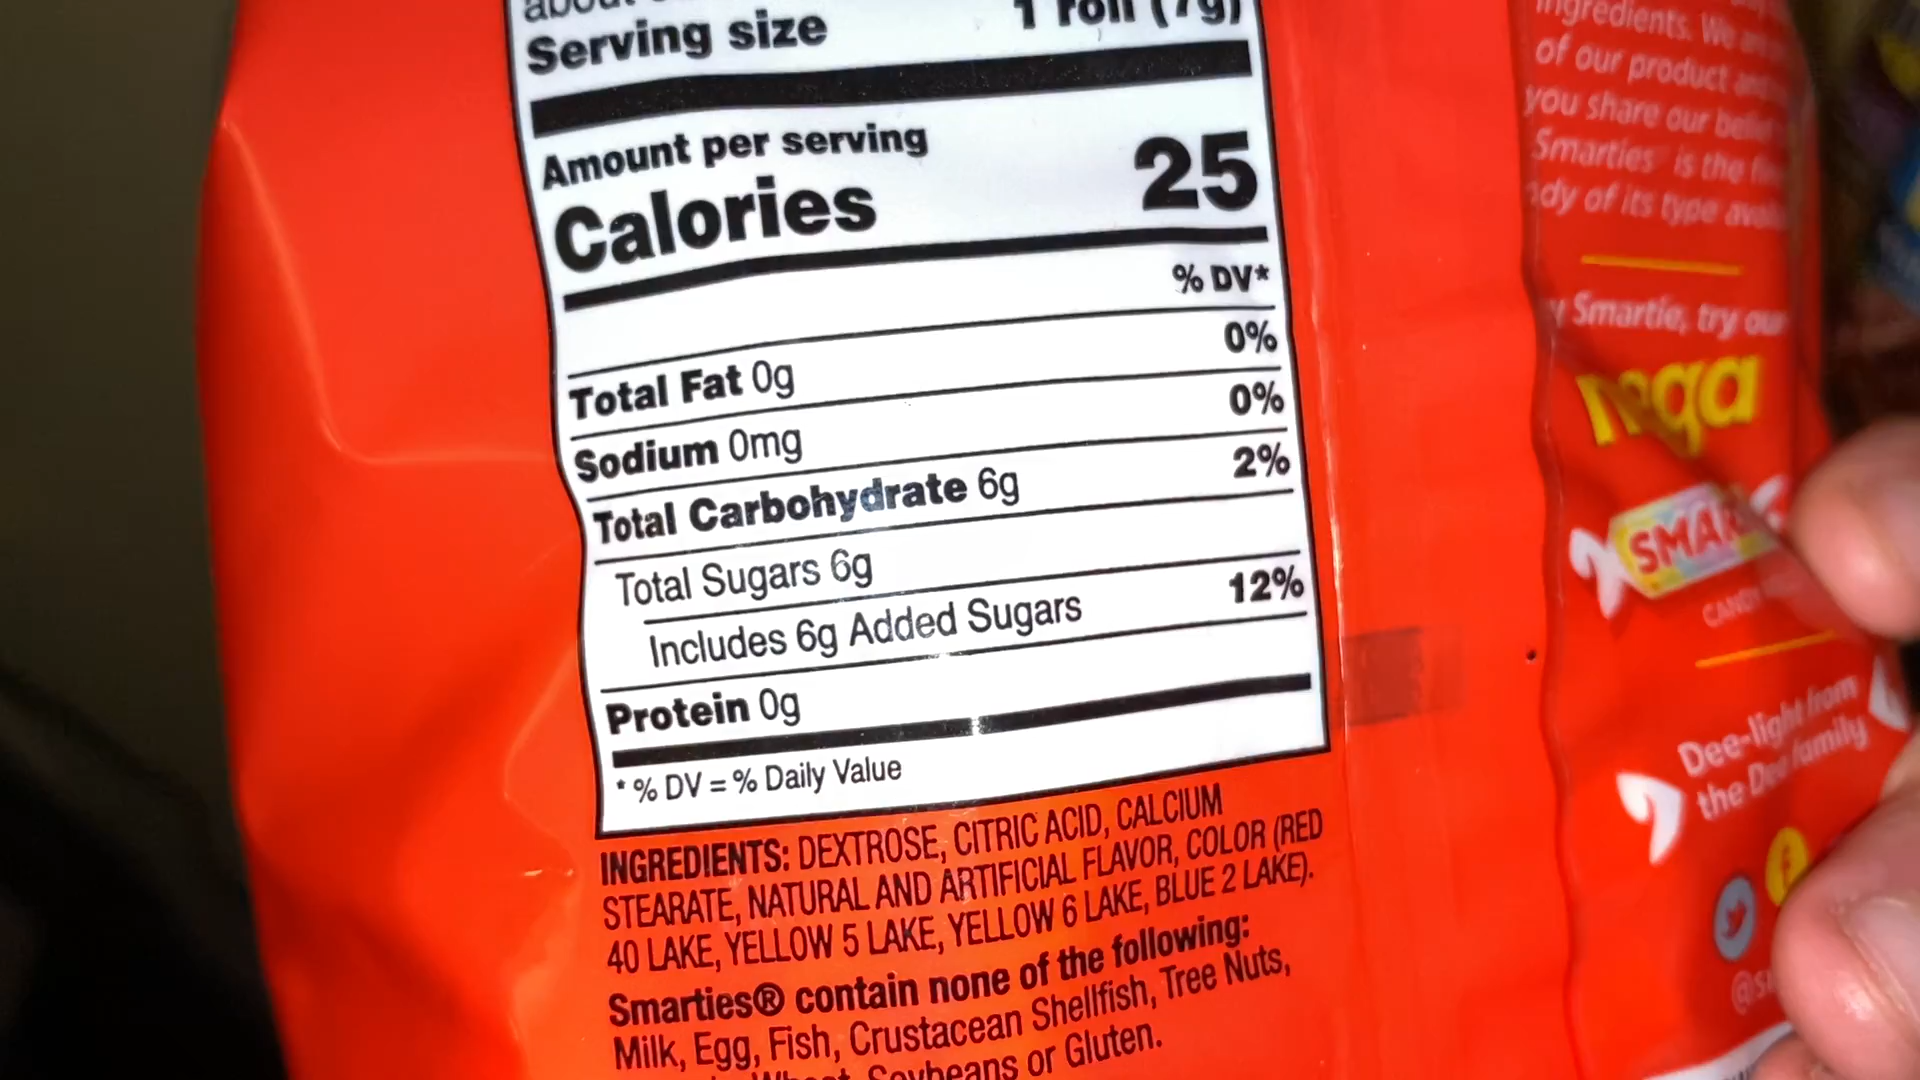 about
Serving size 1 roll (7g)
Amount per serving
Calories 25
% DV*
Total Fat 0g 0%
Sodium 0mg 0%
Total Carbohydrate 6g 2%
Total Sugars 6g
Includes 6g Added Sugars 12%
Protein 0g
* % DV = % Daily Value
INGREDIENTS: DEXTROSE, CITRIC ACID, CALCIUM
STEARATE, NATURAL AND ARTIFICIAL FLAVOR, COLOR (RED
40 LAKE, YELLOW 5 LAKE, YELLOW 6 LAKE, BLUE 2 LAKE).
Smarties® contain none of the following:
Milk, Egg, Fish, Crustacean Shellfish, Tree Nuts,
Wheat, Soybeans or Gluten.
ingredients. We
of our product
you share our
Smarties is the
of its type
Smartie, try our
Dee-light from
the Dee family